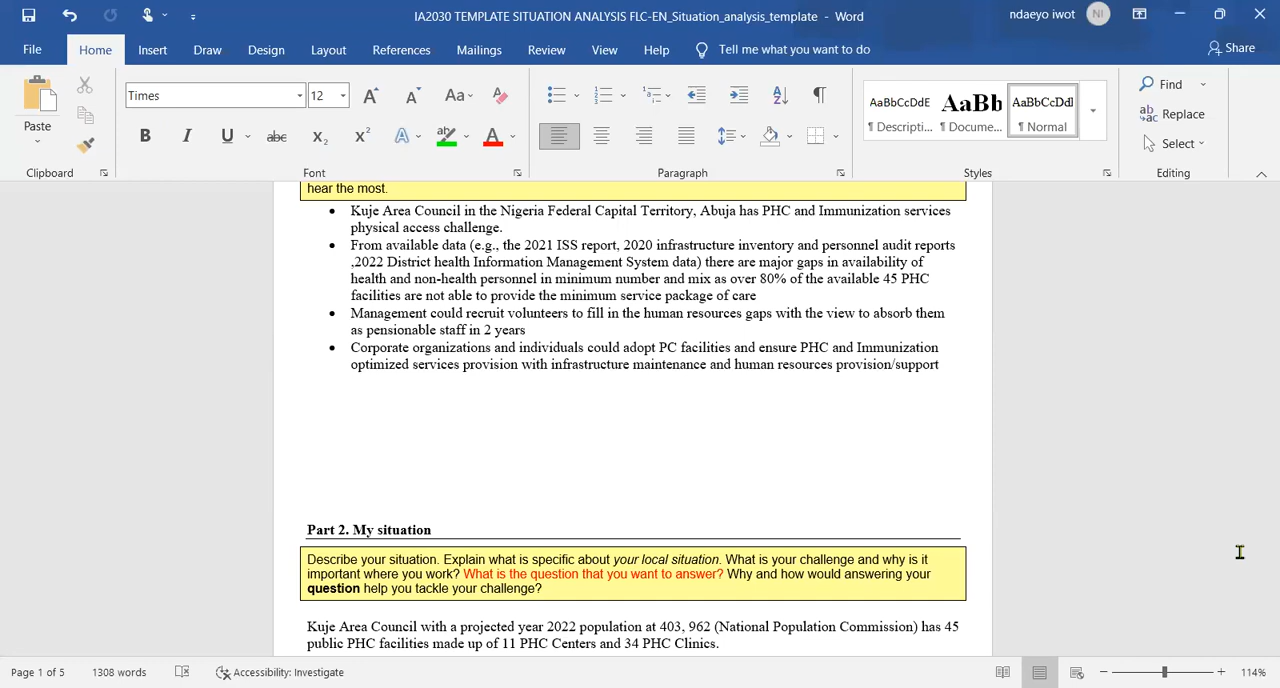 IA2030 TEMPLATE SITUATION ANALYSIS FLC-EN_Situation_analysis_template - Word
ndaeyo iwot NI
File Home Insert Draw Design Layout References Mailings Review View Help Tell me what you want to do Share
Times 12 Aa
Paste
B I U abc X₂ X² A ab A
AaBbCcDdE AaBb AaBbCcDdl
¶ Descripti... ¶ Docume... ¶ Normal
Find
Replace
Select
Clipboard Font Paragraph Styles Editing
hear the most.
• Kuje Area Council in the Nigeria Federal Capital Territory, Abuja has PHC and Immunization services
physical access challenge.
• From available data (e.g., the 2021 ISS report, 2020 infrastructure inventory and personnel audit reports
,2022 District health Information Management System data) there are major gaps in availability of
health and non-health personnel in minimum number and mix as over 80% of the available 45 PHC
facilities are not able to provide the minimum service package of care
• Management could recruit volunteers to fill in the human resources gaps with the view to absorb them
as pensionable staff in 2 years
• Corporate organizations and individuals could adopt PC facilities and ensure PHC and Immunization
optimized services provision with infrastructure maintenance and human resources provision/support
Part 2. My situation
Describe your situation. Explain what is specific about your local situation. What is your challenge and why is it
important where you work? What is the question that you want to answer? Why and how would answering your
question help you tackle your challenge?
Kuje Area Council with a projected year 2022 population at 403, 962 (National Population Commission) has 45
public PHC facilities made up of 11 PHC Centers and 34 PHC Clinics.
Page 1 of 5 1308 words Accessibility: Investigate 114%